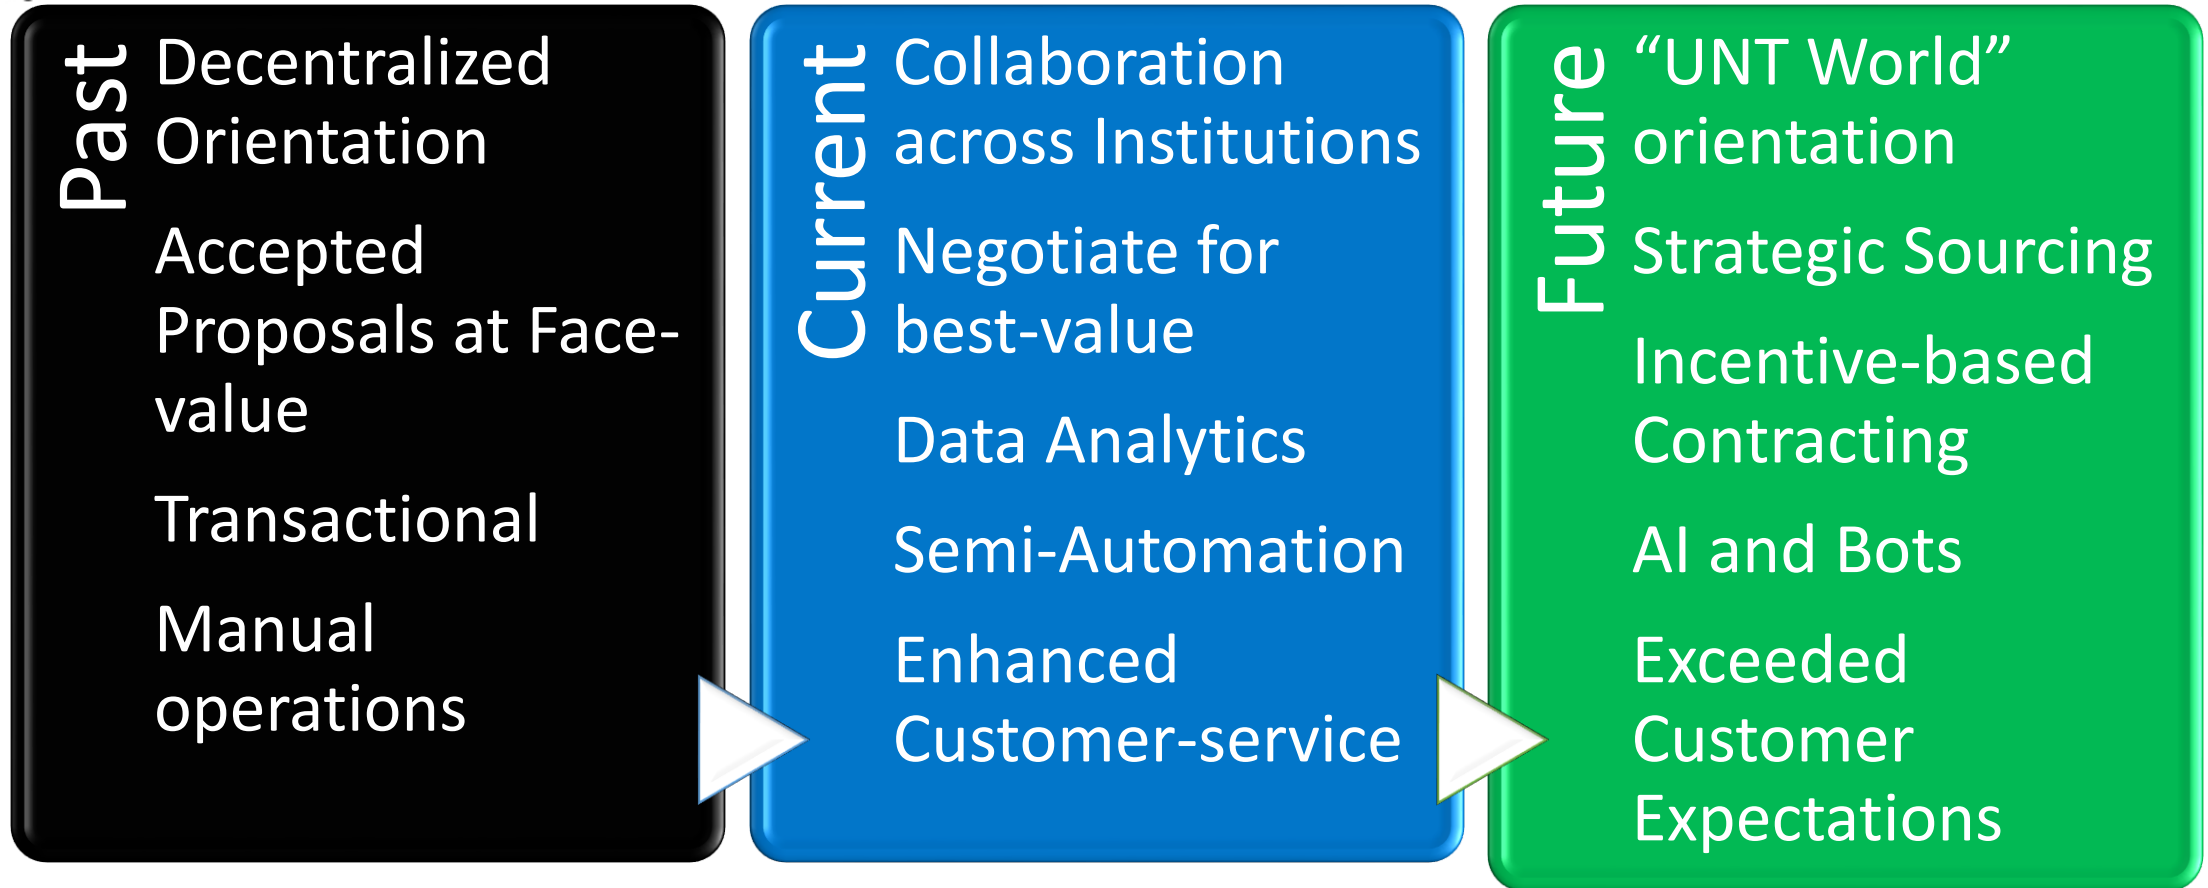 Past
Decentralized
Orientation
Accepted
Proposals at Face-
value
Transactional
Manual
operations
Current
Collaboration
across Institutions
Negotiate for
best-value
Data Analytics
Semi-Automation
Enhanced
Customer-service
Future
“UNT World”
orientation
Strategic Sourcing
Incentive-based
Contracting
AI and Bots
Exceeded
Customer
Expectations